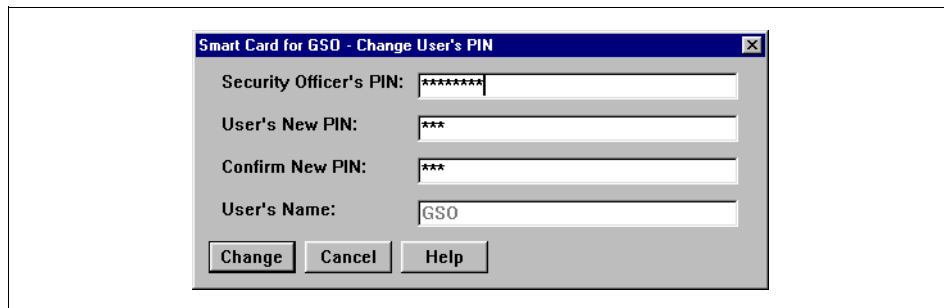 Smart Card for GSO - Change User's PIN
Security Officer's PIN: ********
User's New PIN: ***
Confirm New PIN: ***
User's Name: GSO
Change Cancel Help